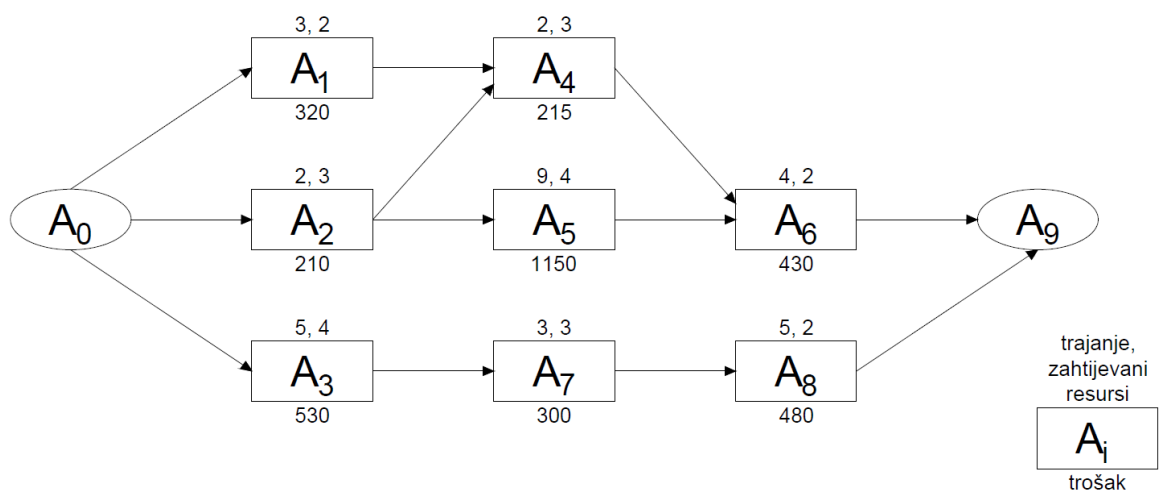 3, 2
2, 3
A₁
A₄
320
215
2, 3
9, 4
4, 2
A₀
A₂
A₅
A₆
A₉
210
1150
430
5, 4
3, 3
5, 2
A₃
A₇
A₈
530
300
480
trajanje,
zahtijevani
resursi
Aᵢ
trošak